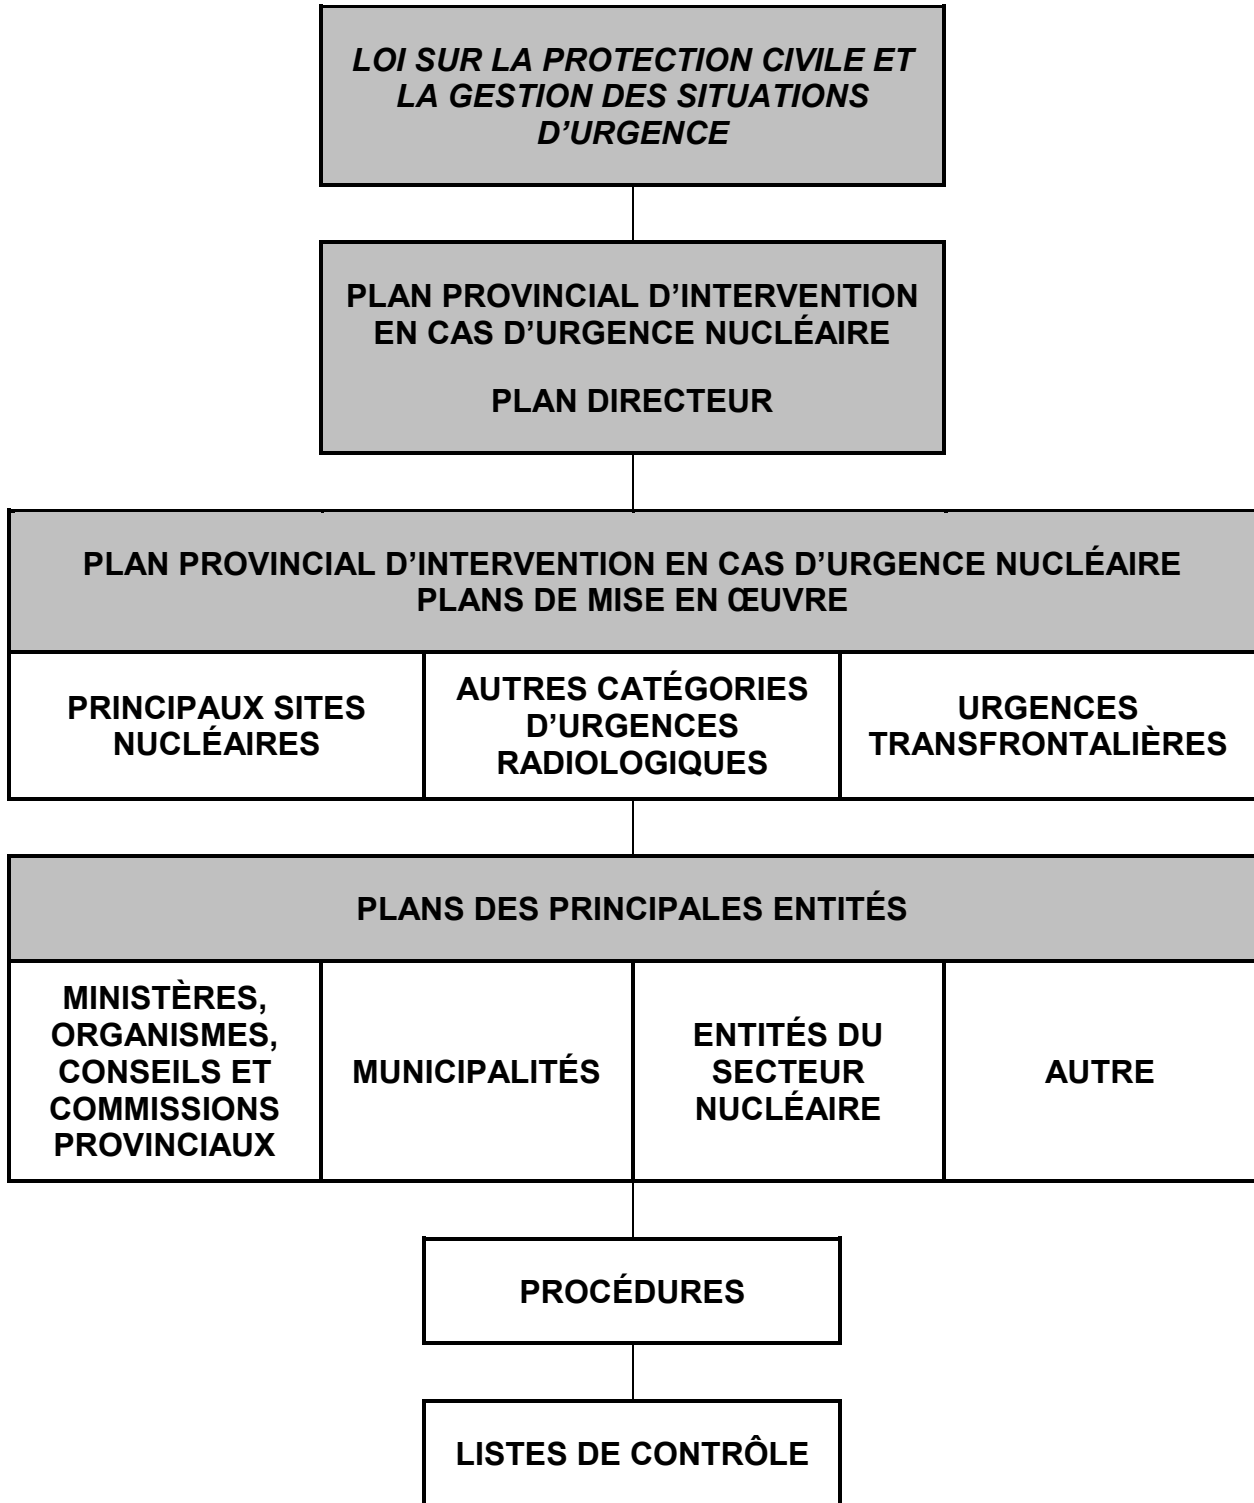 LOI SUR LA PROTECTION CIVILE ET
LA GESTION DES SITUATIONS
D’URGENCE
PLAN PROVINCIAL D’INTERVENTION
EN CAS D’URGENCE NUCLÉAIRE
PLAN DIRECTEUR
PLAN PROVINCIAL D’INTERVENTION EN CAS D’URGENCE NUCLÉAIRE
PLANS DE MISE EN ŒUVRE
PRINCIPAUX SITES
NUCLÉAIRES
AUTRES CATÉGORIES
D’URGENCES
RADIOLOGIQUES
URGENCES
TRANSFRONTALIÈRES
PLANS DES PRINCIPALES ENTITÉS
MINISTÈRES,
ORGANISMES,
CONSEILS ET
COMMISSIONS
PROVINCIAUX
MUNICIPALITÉS
ENTITÉS DU
SECTEUR
NUCLÉAIRE
AUTRE
PROCÉDURES
LISTES DE CONTRÔLE